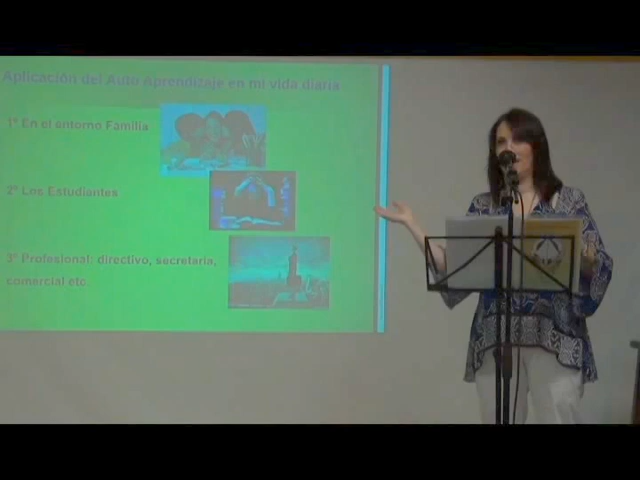 Aplicación del Auto Aprendizaje en mi vida diaria
1º En el entorno Familia
2º Los Estudiantes
3º Profesional: directivo, secretaria,
comercial etc